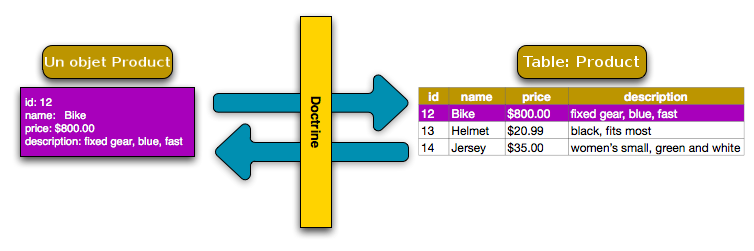 Un objet Product
id: 12
name: Bike
price: $800.00
description: fixed gear, blue, fast
Doctrine
Table: Product
id name price description
12 Bike $800.00 fixed gear, blue, fast
13 Helmet $20.99 black, fits most
14 Jersey $35.00 women's small, green and white